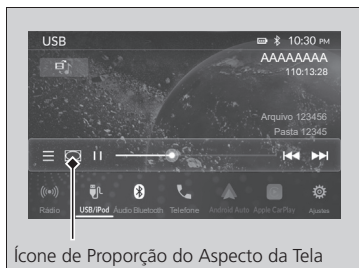 USB
10:30 PM
AAAAAAAA
110:13:28
Arquivo 123456
Pasta 12345
Rádio
USB/iPod
Áudio Bluetooth
Telefone
Android Auto
Apple CarPlay
Ajustes
Ícone de Proporção do Aspecto da Tela